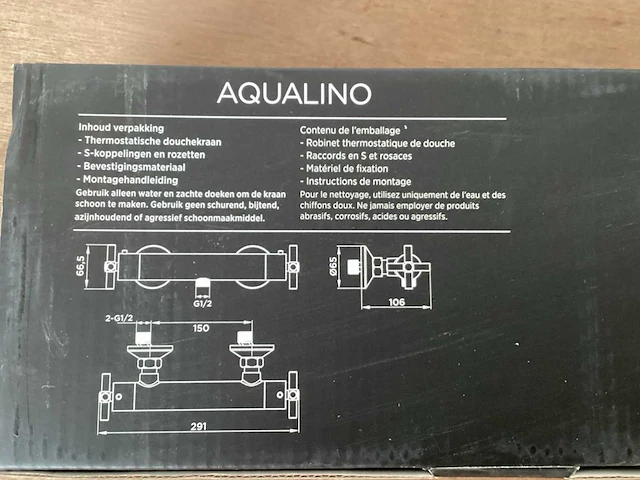 AQUALINO
Inhoud verpakking
- Thermostatische douchekraan
- S-koppelingen en rozetten
- Bevestigingsmateriaal
- Montagehandleiding
Gebruik alleen water en zachte doeken om de kraan
schoon te maken. Gebruik geen schurend, bijtend,
azijnhoudend of agressief schoonmaakmiddel.
Contenu de l'emballage
- Robinet thermostatique de douche
- Raccords en S et rosaces
- Matériel de fixation
- Instructions de montage
Pour le nettoyage, utilisez uniquement de l'eau et des
chiffons doux. Ne jamais employer de produits
abrasifs, corrosifs, acides ou agressifs.
66,5
G1/2
Ø65
106
2-G1/2
150
291